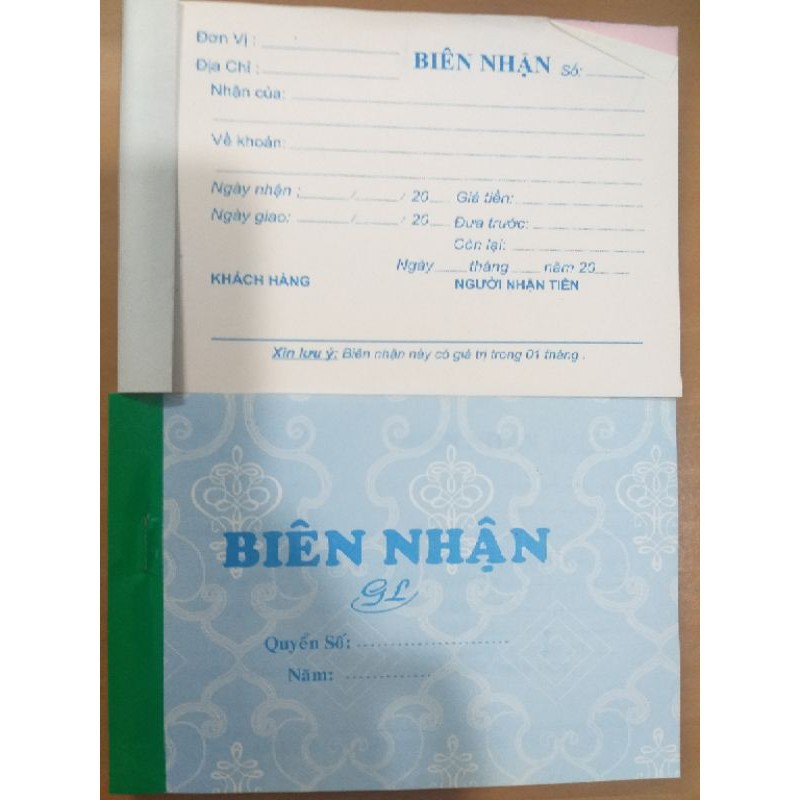 Đơn Vị :
BIÊN NHẬN Số:
Địa Chỉ :
Nhận của:
Về khoản:
Ngày nhận : / / 20 Giá tiền:
Ngày giao: / / 20 Đưa trước:
Còn lại:
Ngày tháng năm 20
KHÁCH HÀNG NGƯỜI NHẬN TIỀN
Xin lưu ý: Biên nhận này có giá trị trong 01 tháng .
BIÊN NHẬN
GL
Quyển Số:
Năm: